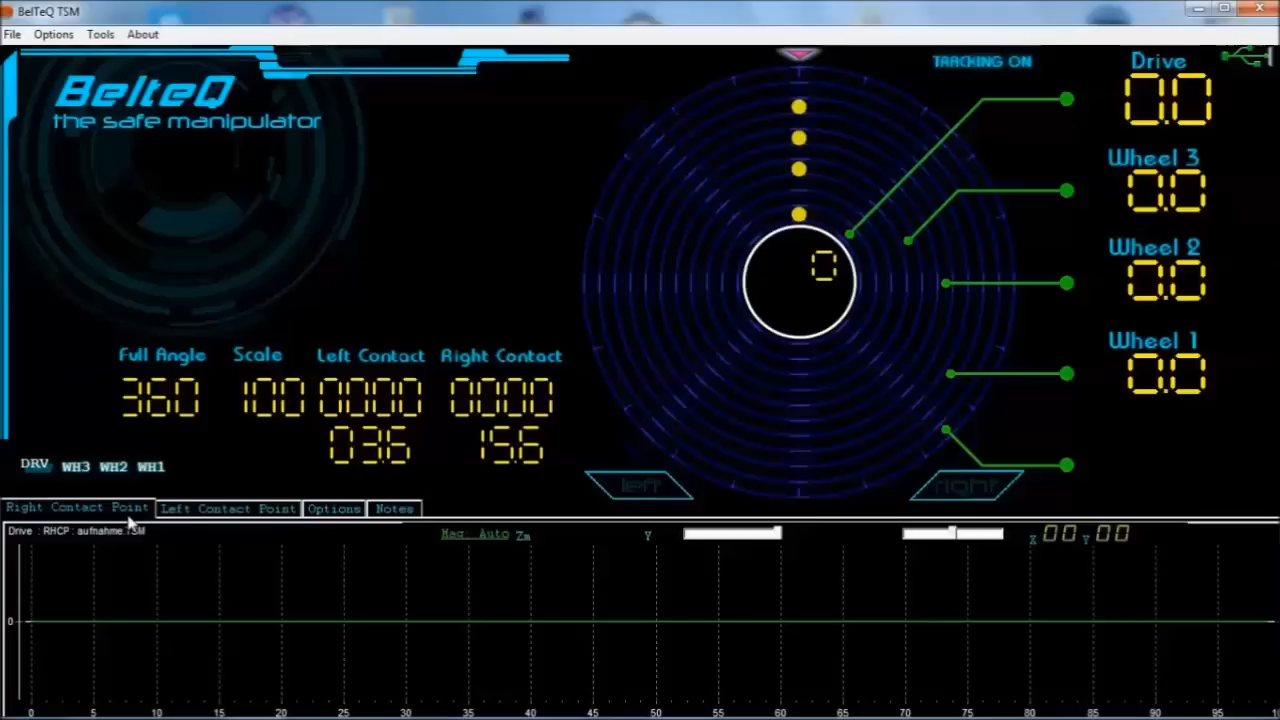 BelTeQ TSM
File Options Tools About
BelteQ
the safe manipulator
TRACKING ON
Drive
0.0
Wheel 3
0.0
Wheel 2
0.0
Wheel 1
0.0
0
Full Angle Scale Left Contact Right Contact
360 100 0000 0000
03.6 15.6
DRV WH3 WH2 WH1
left right
Right Contact Point Left Contact Point Options Notes
Drive : RHCP : aufnahme.TSM Mag: Auto Zm Y X 00 Y 00
0
0 5 10 15 20 25 30 35 40 45 50 55 60 65 70 75 80 85 90 95